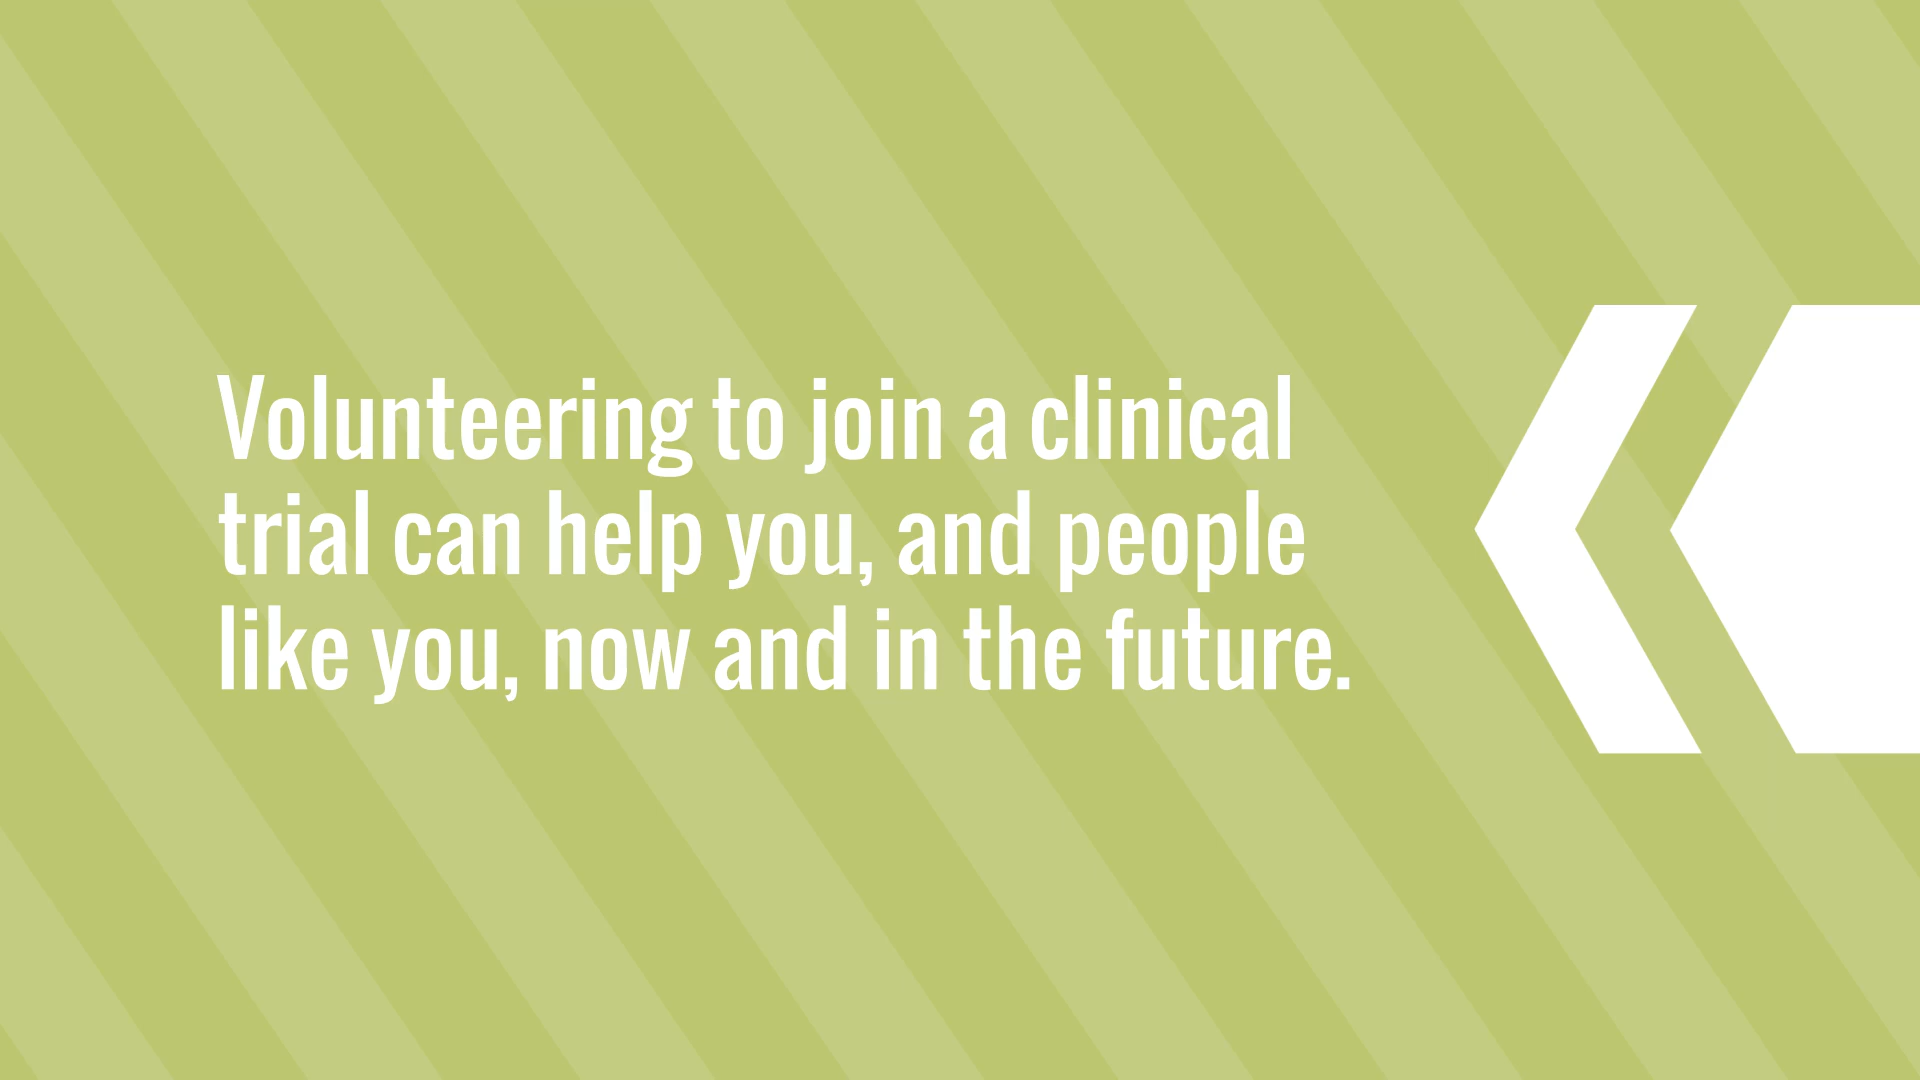 Volunteering to join a clinical
trial can help you, and people
like you, now and in the future.